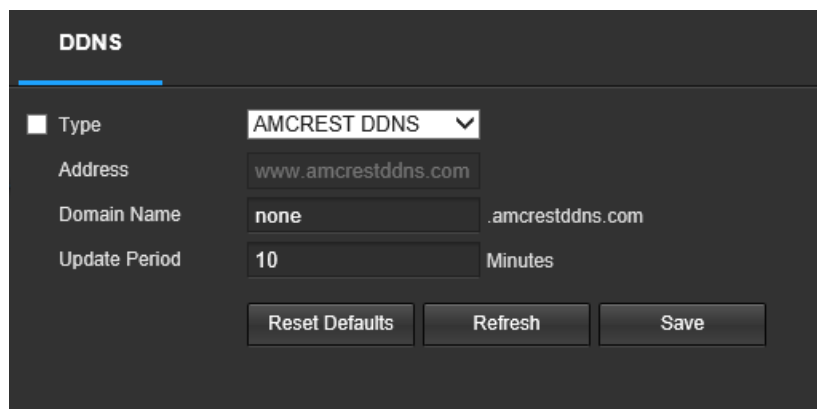 DDNS
Type AMCREST DDNS
Address www.amcrestddns.com
Domain Name none .amcrestddns.com
Update Period 10 Minutes
Reset Defaults Refresh Save